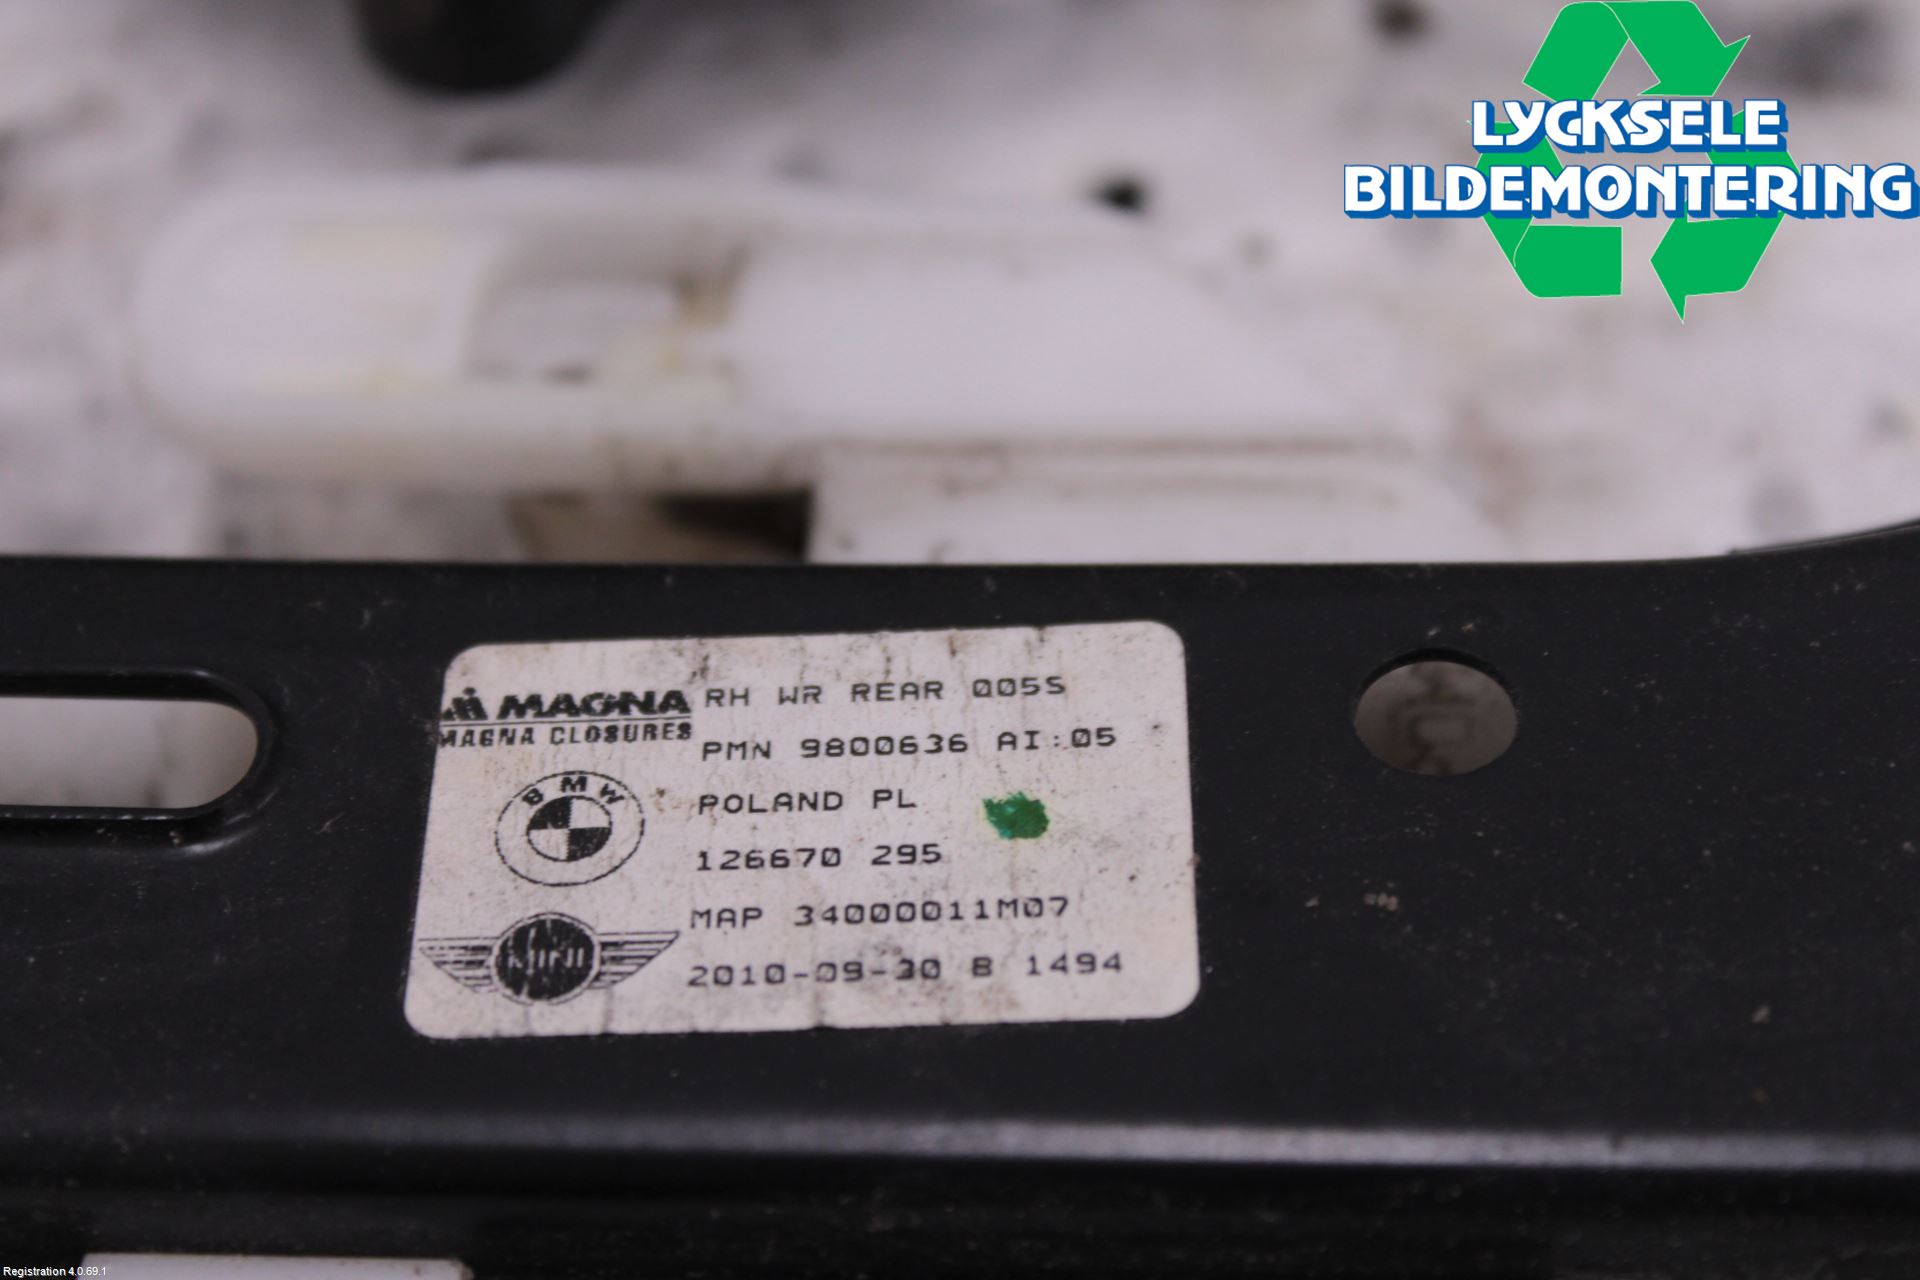 LYCKSELE
BILDEMONTERING
MAGNA
MAGNA CLOSURES
RH WR REAR 005S
PMN 9800636 AI:05
BMW
POLAND PL
126670 295
MAP 34000011M07
MINI
2010-09-30 B 1494
Registration 4.0.69.1